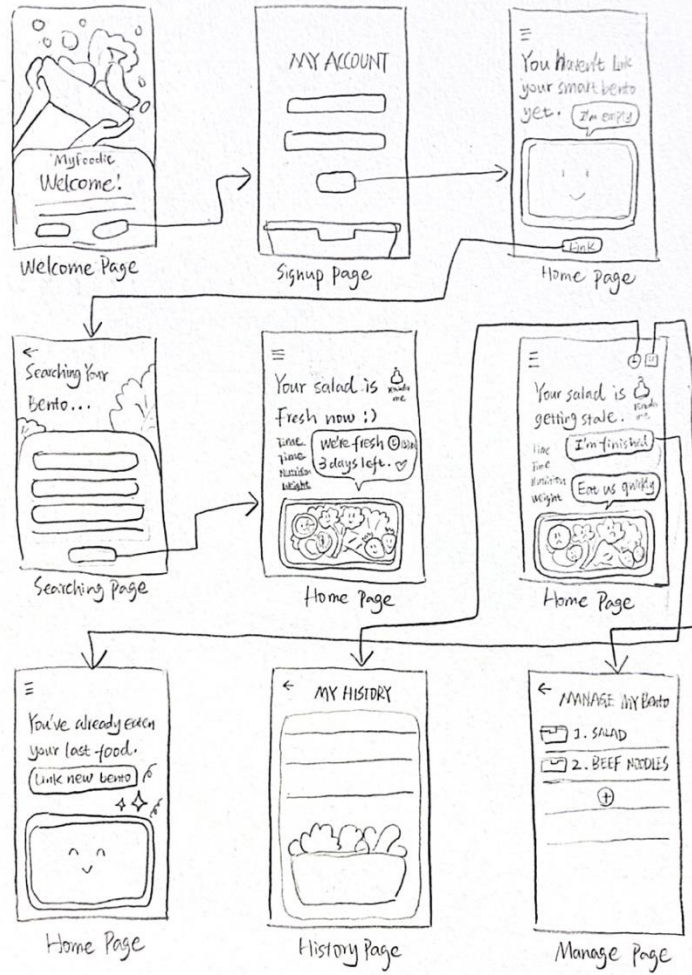 MyFoodie
Welcome!
Welcome Page
MY ACCOUNT
Signup Page
You Haven't link
your smart bento
yet.
I'm empty
Link
Home Page
Searching Your
Bento...
Searching Page
Your salad is
Fresh now :)
Time
Time
Nutrition
Weight
We're fresh
3 days left.
Home Page
Your salad is
getting stale.
Time
Time
Nutrition
Weight
I'm finished
Eat us quickly
Home Page
You've already eaten
your last food.
Link new bento
Home Page
MY HISTORY
History Page
MANAGE MY Bento
1. SALAD
2. BEEF NOODLES
Manage Page